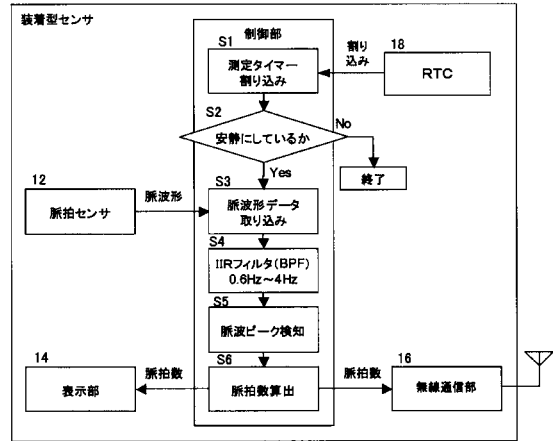 装着型センサ
制御部
S1
測定タイマー
割り込み
割り
込み
18
RTC
S2
安静にしているか
No
終了
Yes
12
脈拍センサ
脈波形
S3
脈波形データ
取り込み
S4
IIRフィルタ(BPF)
0.6Hz～4Hz
S5
脈波ピーク検知
S6
脈拍数算出
14
表示部
脈拍数
脈拍数
16
無線通信部